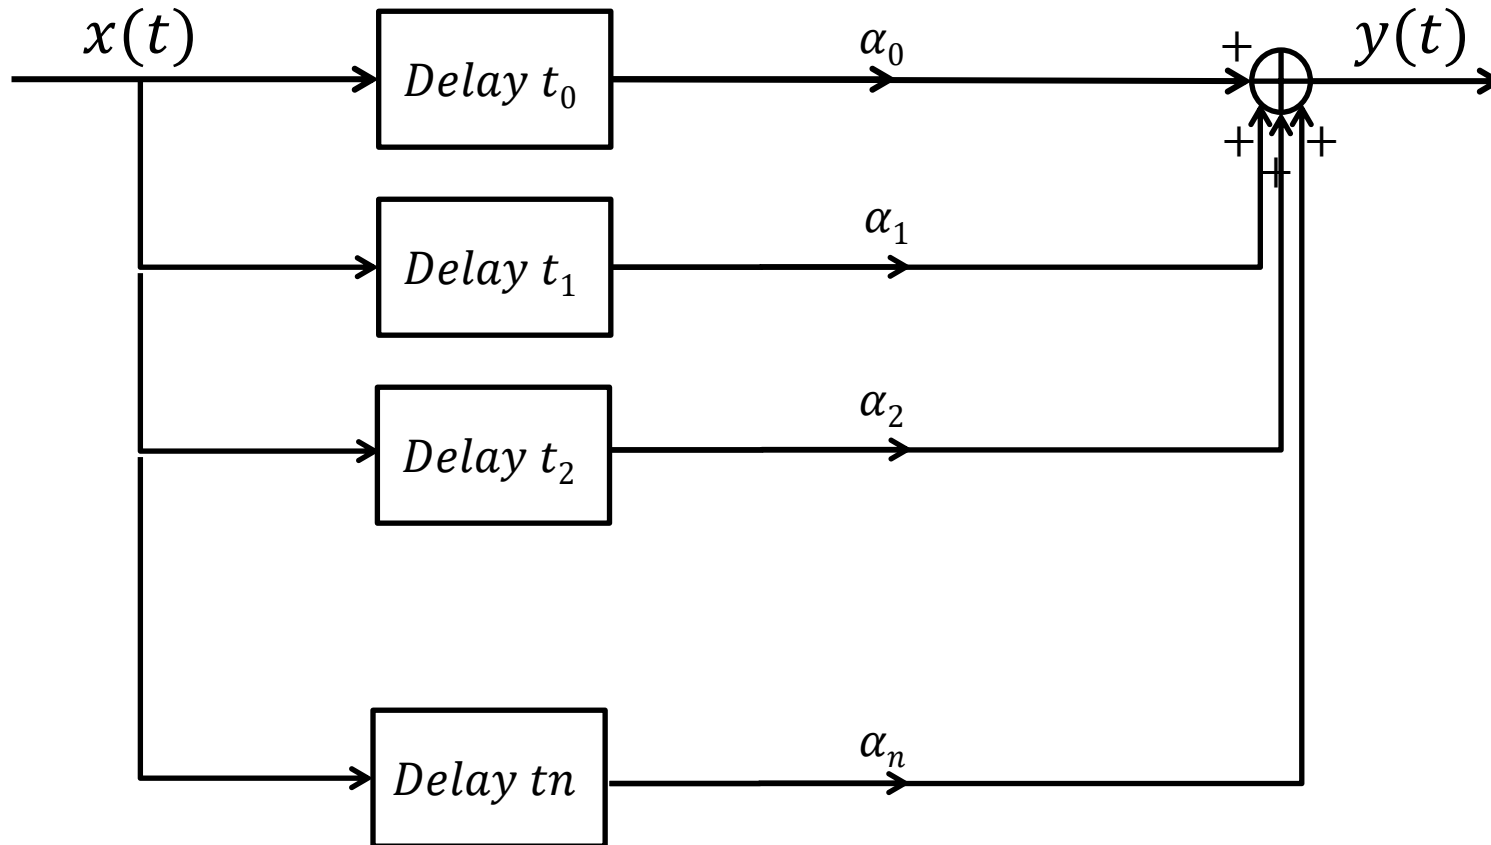 x(t)
Delay t₀
α₀
+
y(t)
+
+
+
Delay t₁
α₁
Delay t₂
α₂
Delay tn
αₙ